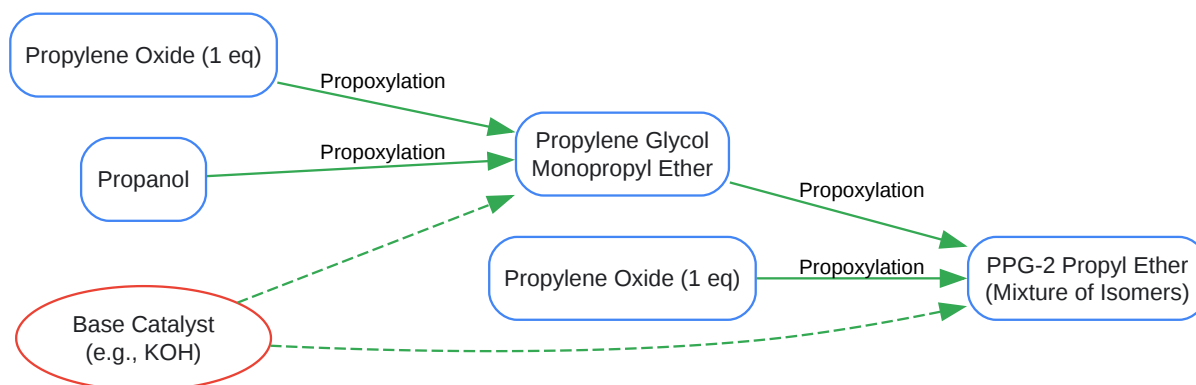 Propylene Oxide (1 eq)
Propoxylation
Propanol
Propoxylation
Propylene Glycol
Monopropyl Ether
Propoxylation
Propylene Oxide (1 eq)
Propoxylation
PPG-2 Propyl Ether
(Mixture of Isomers)
Base Catalyst
(e.g., KOH)